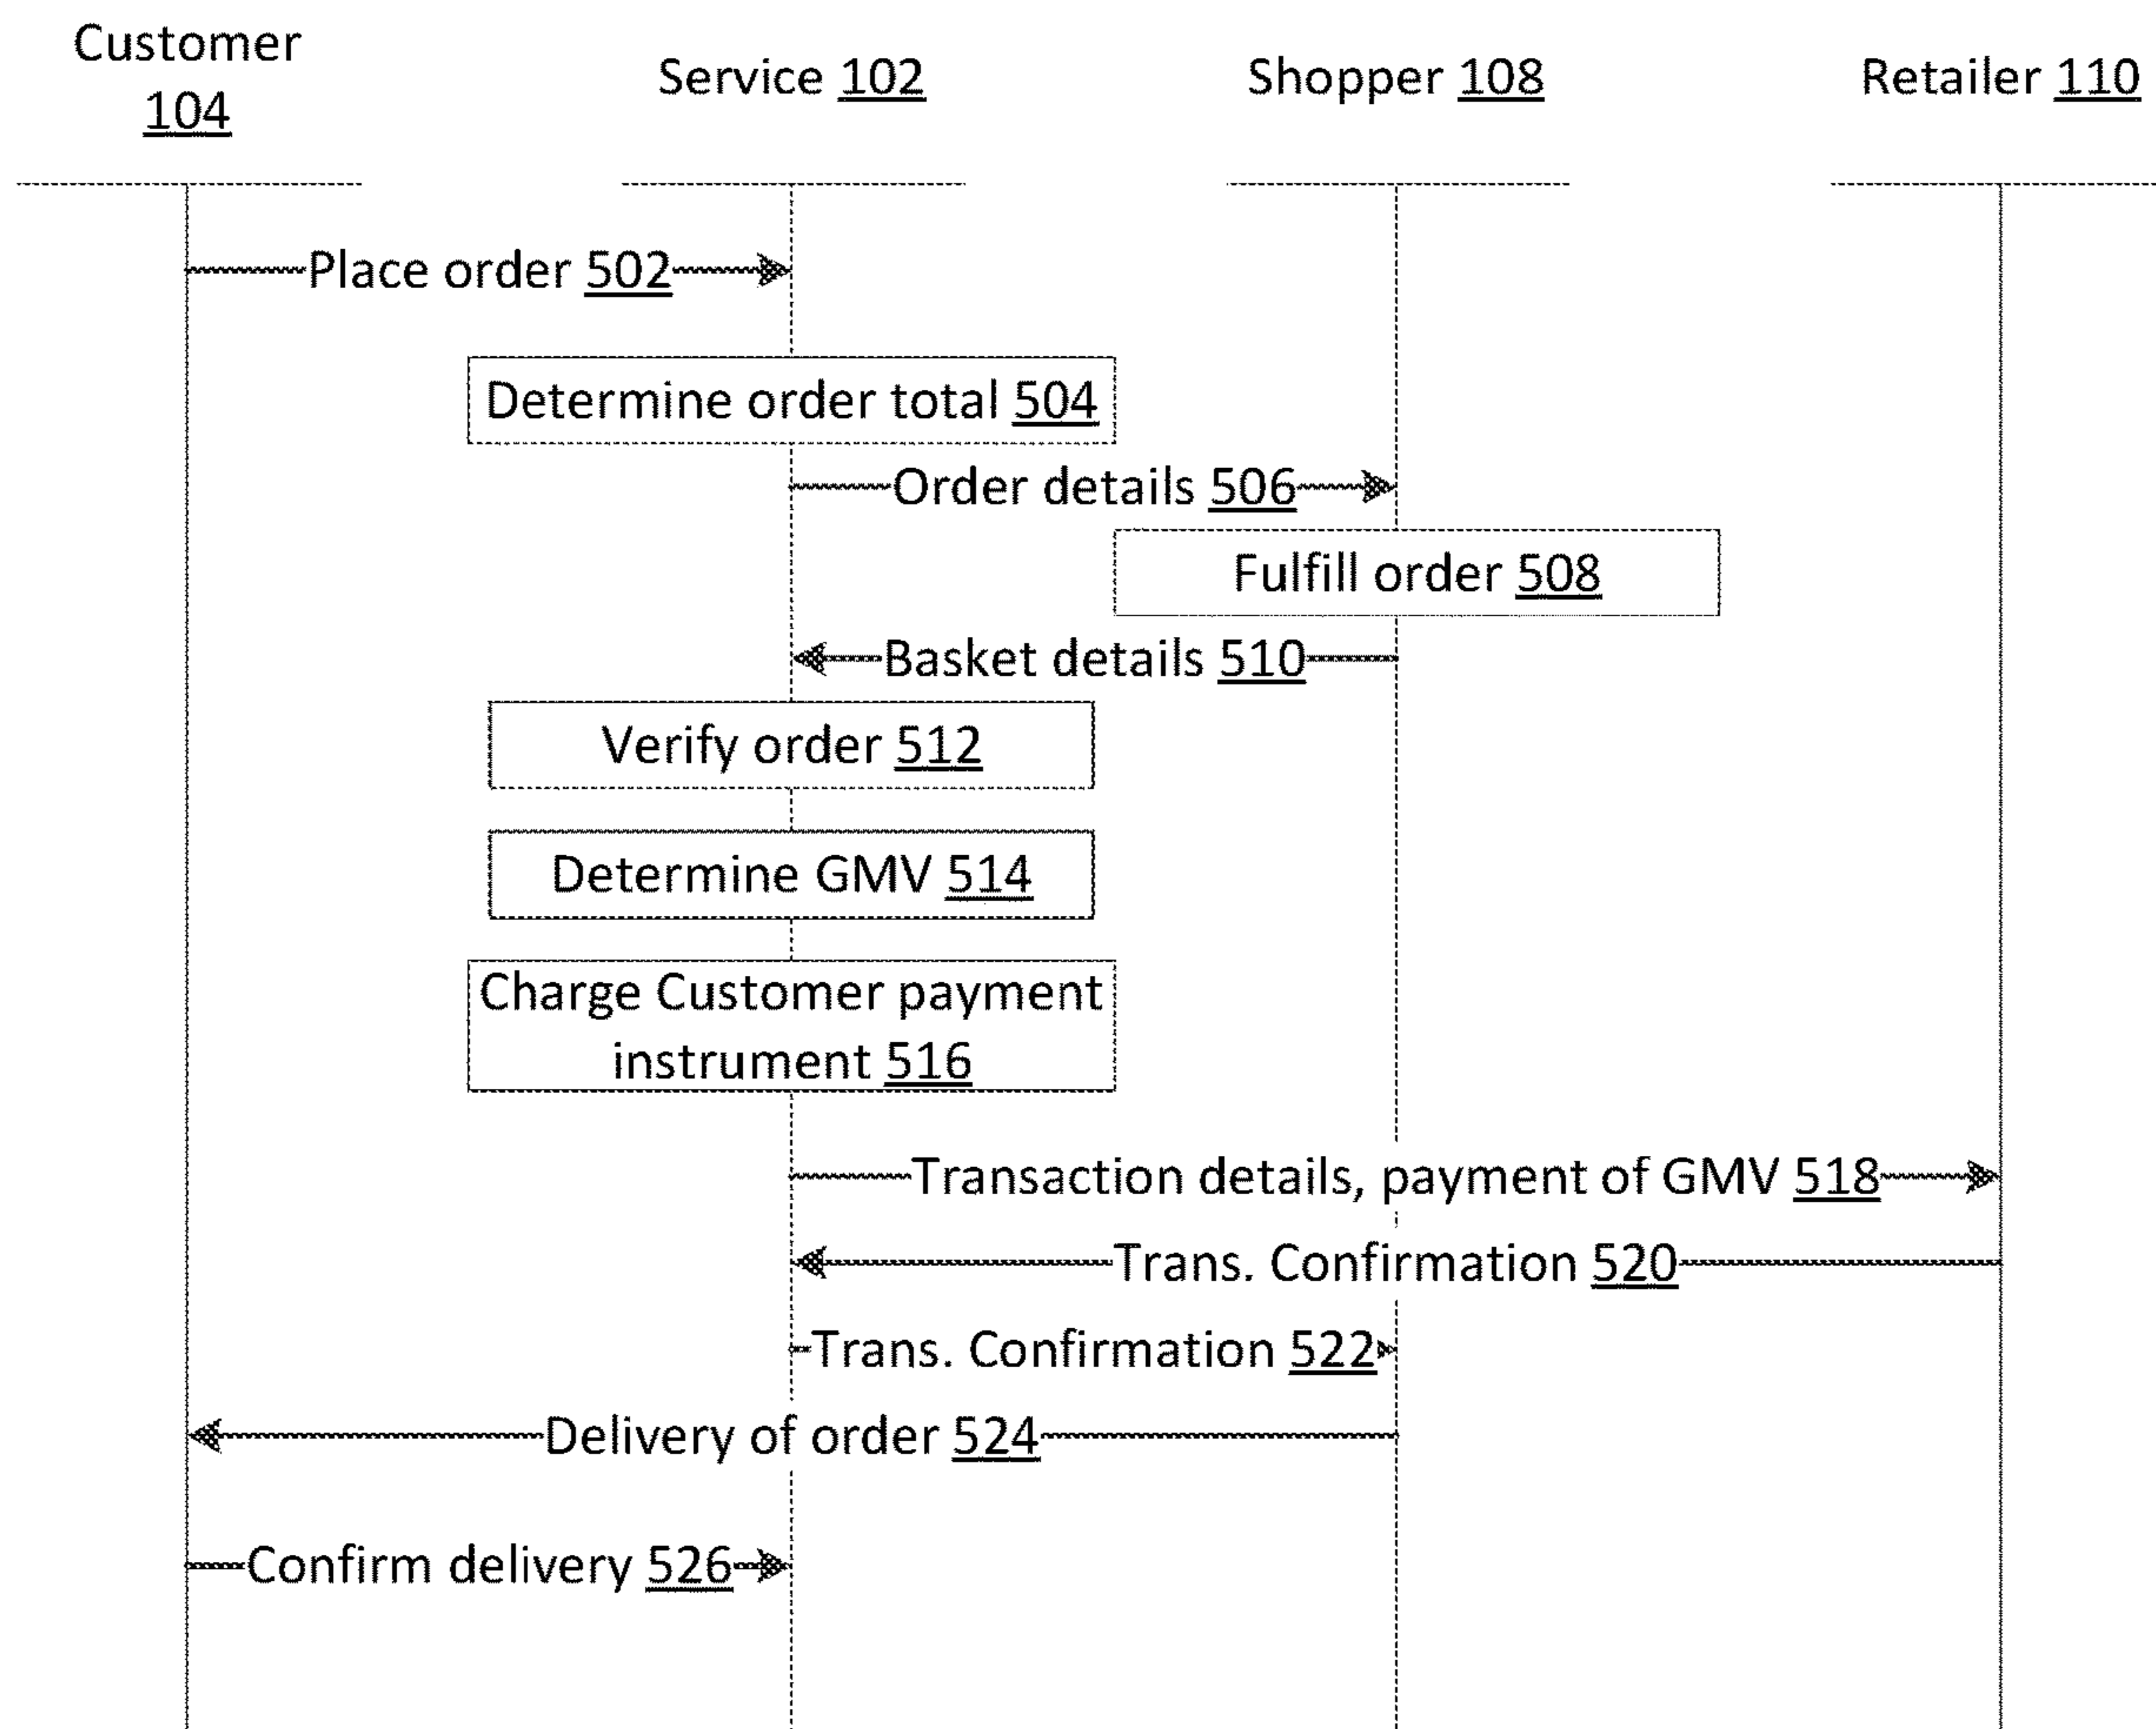 Customer
104
Service 102
Shopper 108
Retailer 110
Place order 502
Determine order total 504
Order details 506
Fulfill order 508
Basket details 510
Verify order 512
Determine GMV 514
Charge Customer payment
instrument 516
Transaction details, payment of GMV 518
Trans. Confirmation 520
Trans. Confirmation 522
Delivery of order 524
Confirm delivery 526